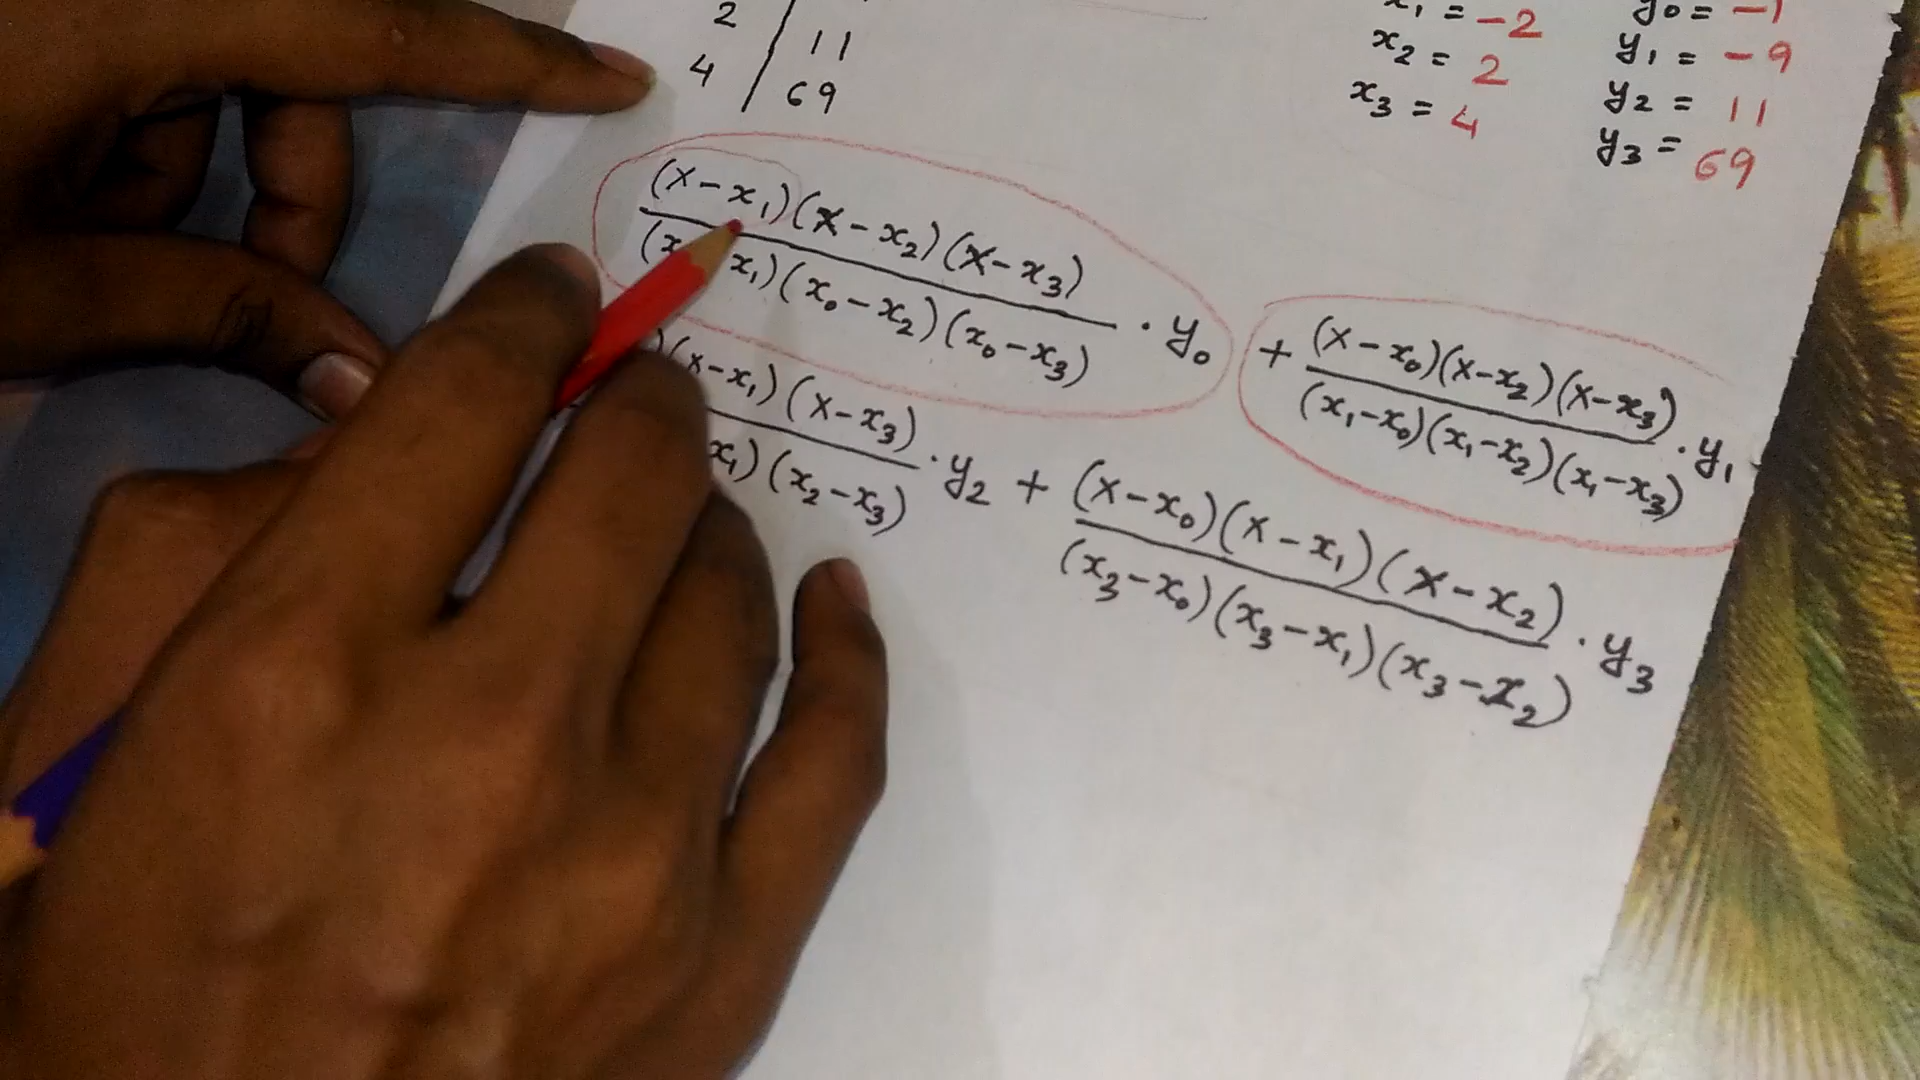 2 | 11
4 | 69
x₁ = -2 y₀ = -1
x₂ = 2 y₁ = -9
x₃ = 4 y₂ = 11
y₃ = 69
(x-x₁)(x-x₂)(x-x₃)
x₁)(x₀-x₂)(x₀-x₃) · y₀
+ (x-x₀)(x-x₂)(x-x₃)
(x₁-x₀)(x₁-x₂)(x₁-x₃) · y₁
)(x-x₁)(x-x₃)
x₁)(x₂-x₃) · y₂
+ (x-x₀)(x-x₁)(x-x₂)
(x₃-x₀)(x₃-x₁)(x₃-x₂) · y₃